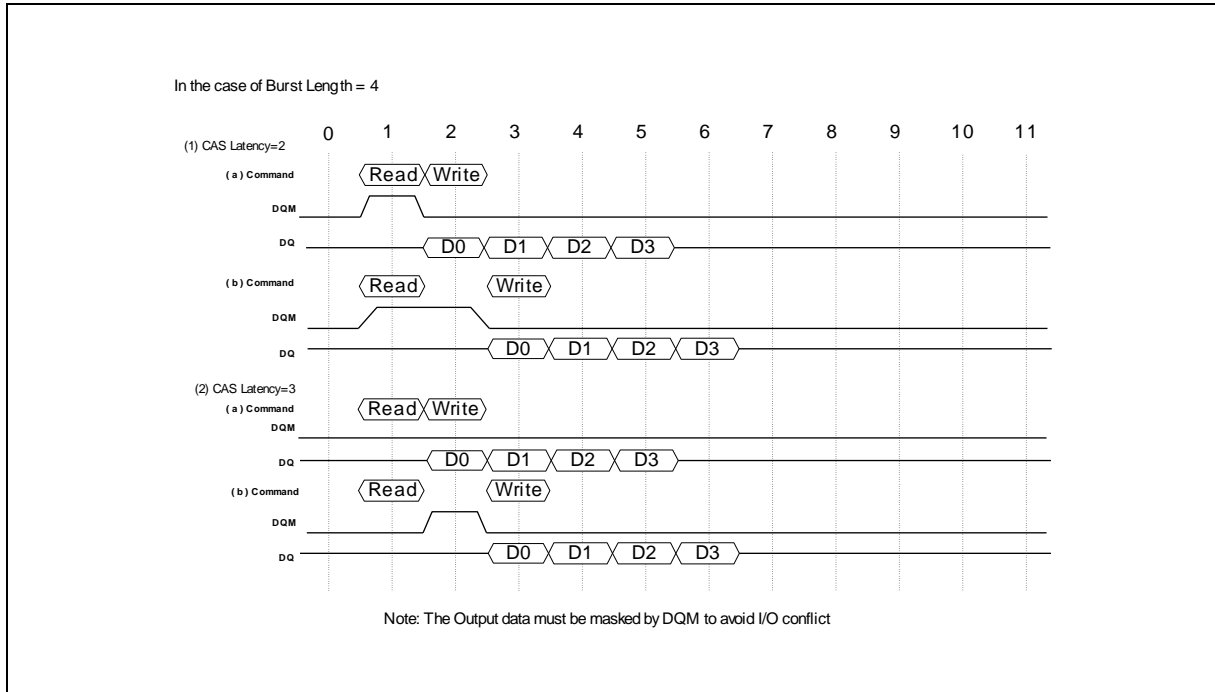 In the case of Burst Length = 4
0 1 2 3 4 5 6 7 8 9 10 11
(1) CAS Latency=2
( a ) Command Read Write
DQM
DQ D0 D1 D2 D3
( b ) Command Read Write
DQM
DQ D0 D1 D2 D3
(2) CAS Latency=3
( a ) Command Read Write
DQM
DQ D0 D1 D2 D3
( b ) Command Read Write
DQM
DQ D0 D1 D2 D3
Note: The Output data must be masked by DQM to avoid I/O conflict